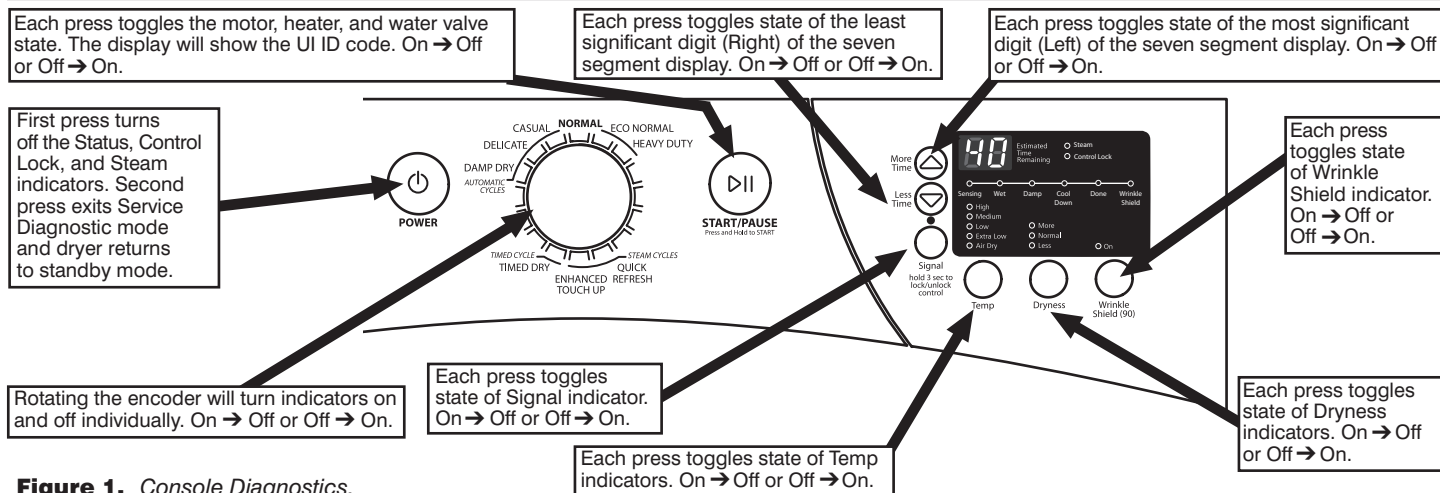 Each press toggles the motor, heater, and water valve
state. The display will show the UI ID code. On ➔ Off
or Off ➔ On.
Each press toggles state of the least
significant digit (Right) of the seven
segment display. On ➔ Off or Off ➔ On.
Each press toggles state of the most significant
digit (Left) of the seven segment display. On ➔ Off
or Off ➔ On.
First press turns
off the Status, Control
Lock, and Steam
indicators. Second
press exits Service
Diagnostic mode
and dryer returns
to standby mode.
POWER
NORMAL
CASUAL
ECO NORMAL
DELICATE
HEAVY DUTY
DAMP DRY
AUTOMATIC
CYCLES
TIMED CYCLE
STEAM CYCLES
TIMED DRY
QUICK
REFRESH
ENHANCED
TOUCH UP
START/PAUSE
Press and Hold to START
More
Time
Less
Time
40
Estimated
Time
Remaining
Steam
Control Lock
Sensing
Wet
Damp
Cool
Down
Done
Wrinkle
Shield
High
Medium
Low
Extra Low
Air Dry
More
Normal
Less
On
Signal
hold 3 sec to
lock/unlock
control
Temp
Dryness
Wrinkle
Shield (90)
Each press
toggles state
of Wrinkle
Shield indicator.
On ➔ Off or
Off ➔ On.
Rotating the encoder will turn indicators on
and off individually. On ➔ Off or Off ➔ On.
Each press toggles
state of Signal indicator.
On ➔ Off or Off ➔ On.
Each press toggles state of Temp
indicators. On ➔ Off or Off ➔ On.
Each press toggles
state of Dryness
indicators. On ➔ Off
or Off ➔ On.
Figure 1. Console Diagnostics.